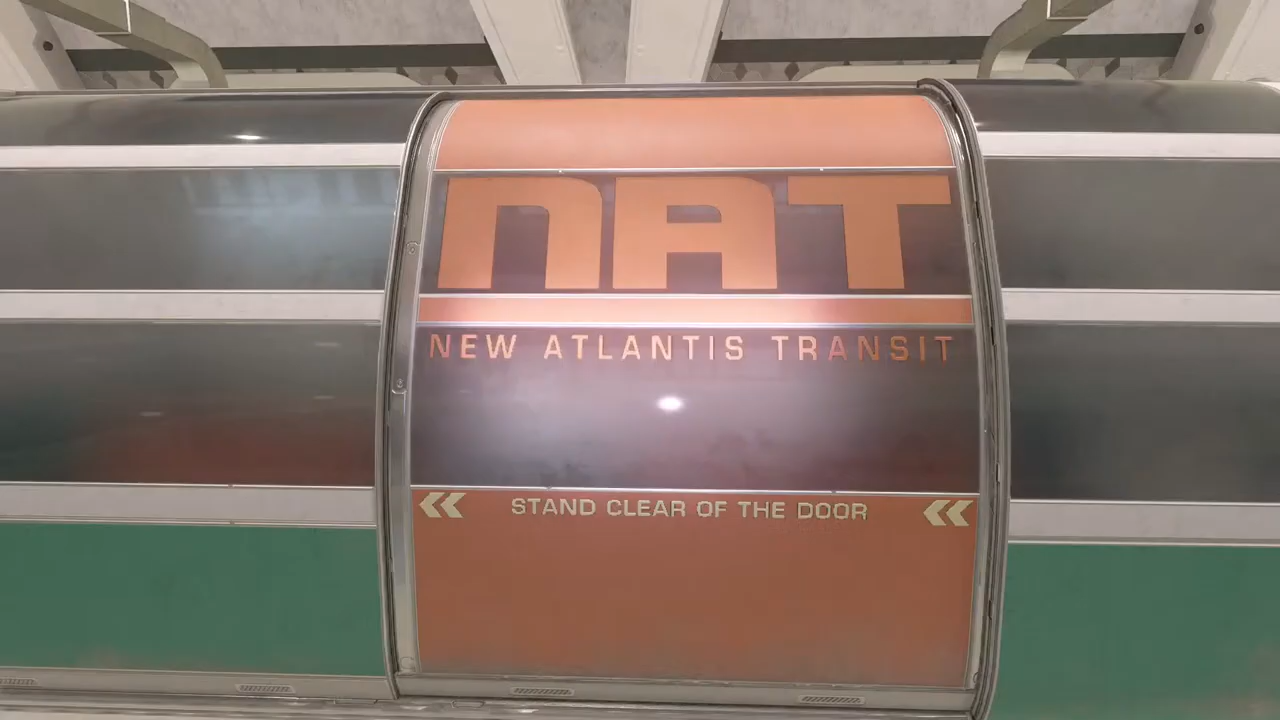 NAT
NEW ATLANTIS TRANSIT
STAND CLEAR OF THE DOOR